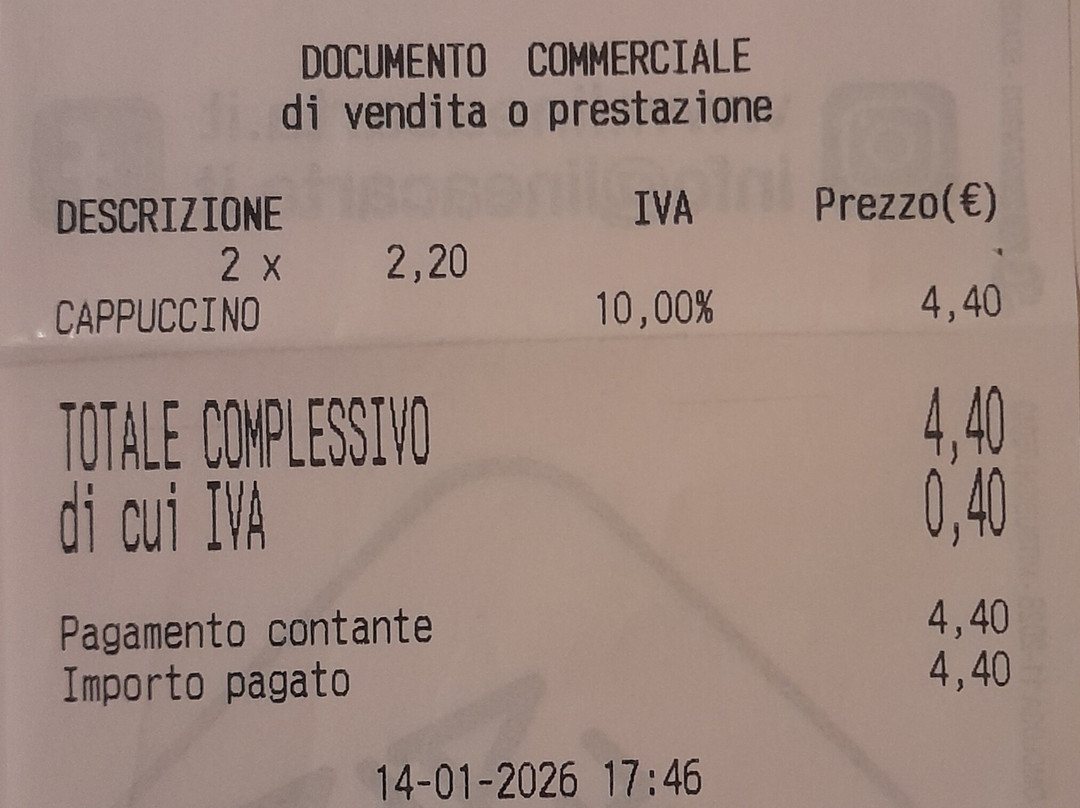 DOCUMENTO COMMERCIALE
di vendita o prestazione
DESCRIZIONE IVA Prezzo(€)
2 x 2,20
CAPPUCCINO 10,00% 4,40
TOTALE COMPLESSIVO 4,40
di cui IVA 0,40
Pagamento contante 4,40
Importo pagato 4,40
14-01-2026 17:46